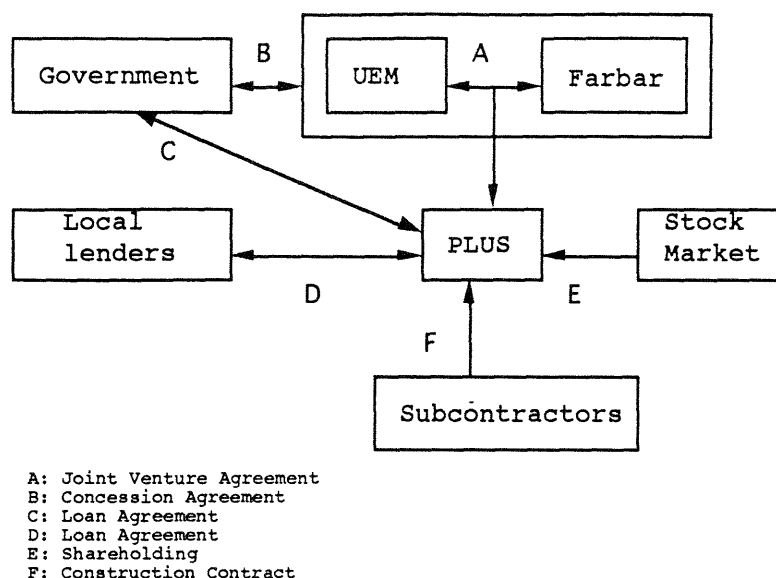 Government
B
UEM
A
Farbar
C
Local
lenders
PLUS
Stock
Market
D
E
F
Subcontractors
A: Joint Venture Agreement
B: Concession Agreement
C: Loan Agreement
D: Loan Agreement
E: Shareholding
F: Construction Contract